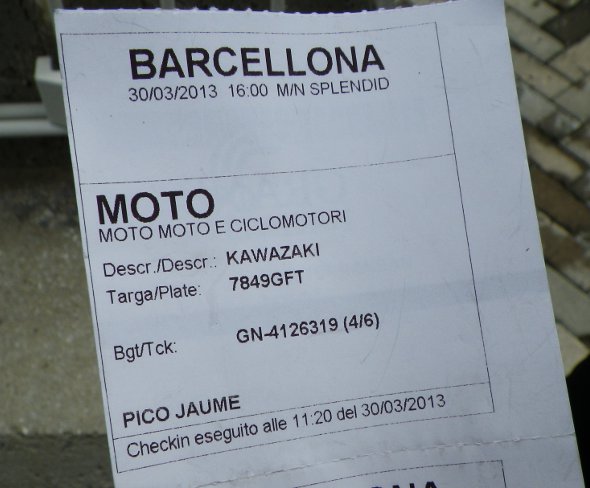 BARCELLONA
30/03/2013 16:00 M/N SPLENDID
MOTO
MOTO MOTO E CICLOMOTORI
Descr./Descr.: KAWAZAKI
Targa/Plate: 7849GFT
Bgt/Tck: GN-4126319 (4/6)
PICO JAUME
Checkin eseguito alle 11:20 del 30/03/2013